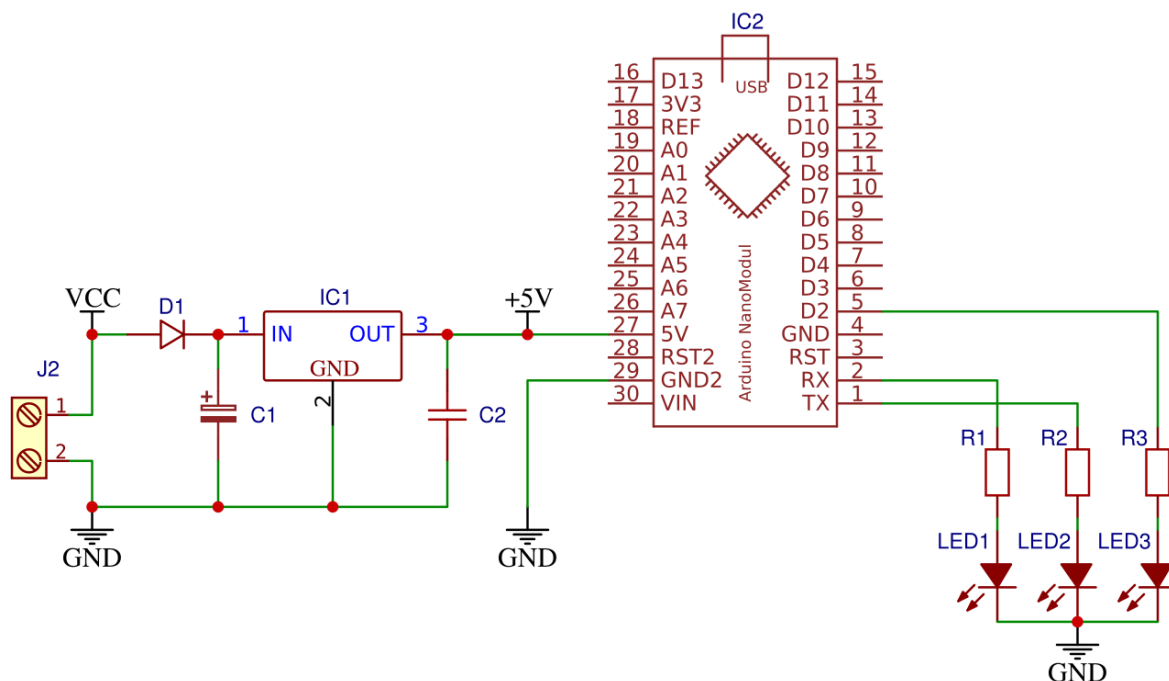 IC2
USB
16 D13 D12 15
17 3V3 D11 14
18 REF D10 13
19 A0 D9 12
20 A1 D8 11
21 A2 D7 10
22 A3 D6 9
23 A4 D5 8
24 A5 D4 7
25 A6 D3 6
26 A7 D2 5
27 5V GND 4
28 RST2 RST 3
29 GND2 RX 2
30 VIN TX 1
Arduino NanoModul
VCC
D1
IC1
+5V
1 IN OUT 3
GND
2
J2
1
2
C1
C2
GND
GND
R1 R2 R3
LED1 LED2 LED3
GND